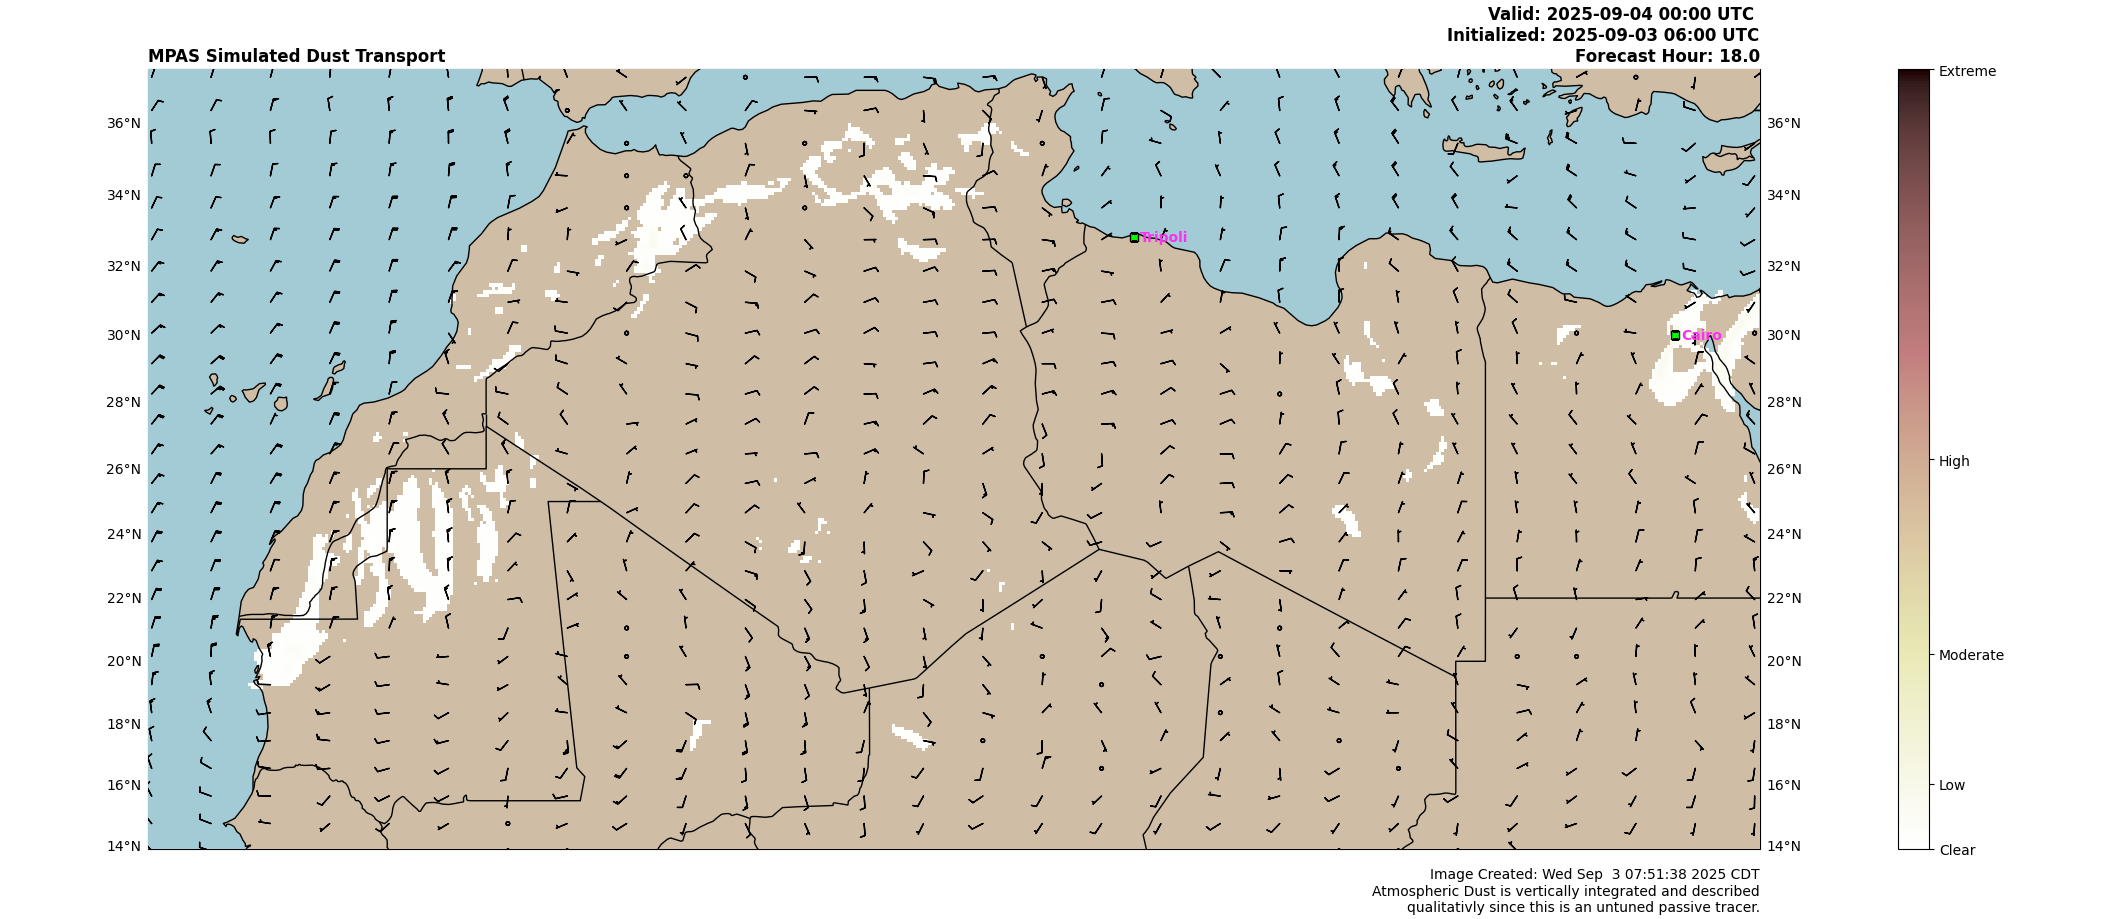 Valid: 2025-09-04 00:00 UTC
Initialized: 2025-09-03 06:00 UTC
MPAS Simulated Dust Transport
Forecast Hour: 18.0
Extreme
36°N
36°N
34°N
34°N
Tripoli
32°N
32°N
30°N
Cairo
30°N
28°N
28°N
High
26°N
26°N
24°N
24°N
22°N
22°N
Moderate
20°N
20°N
18°N
18°N
16°N
16°N
Low
14°N
14°N
Clear
Image Created: Wed Sep  3 07:51:38 2025 CDT
Atmospheric Dust is vertically integrated and described
qualitativly since this is an untuned passive tracer.